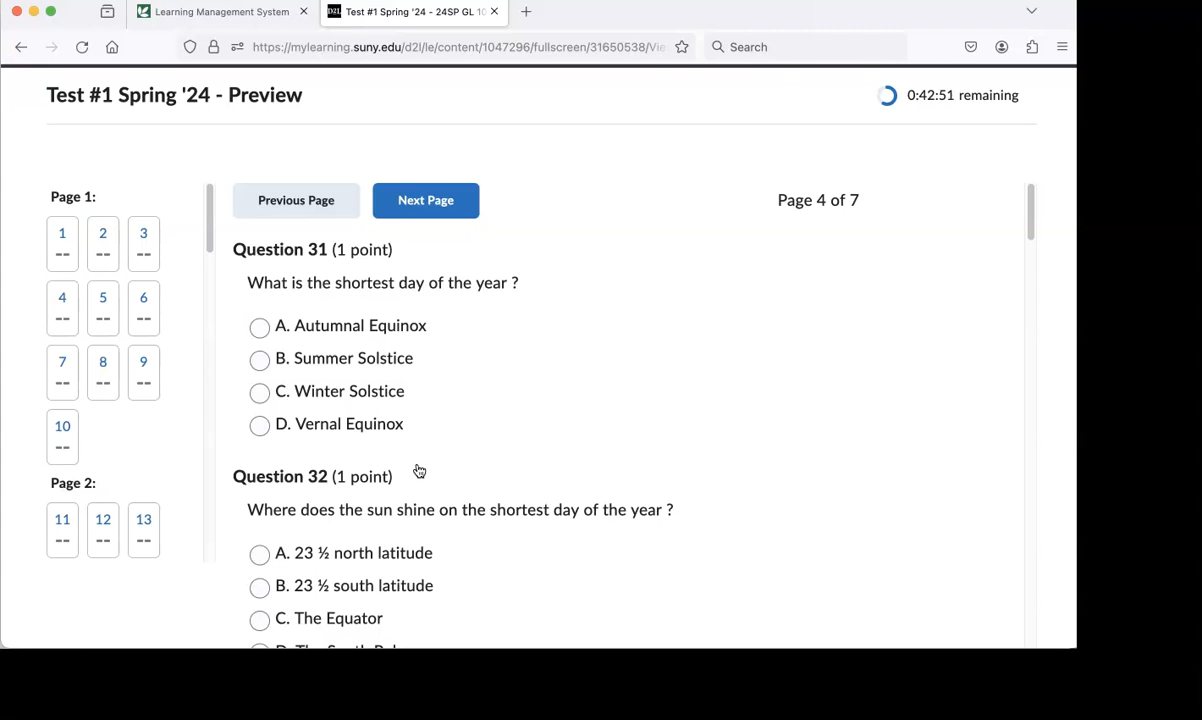 Learning Management System
Test #1 Spring '24 - 24SP GL 10
https://mylearning.suny.edu/d2l/le/content/1047296/fullscreen/31650538/Vie
Search
Test #1 Spring '24 - Preview
0:42:51 remaining
Page 1:
1 2 3
-- -- --
4 5 6
-- -- --
7 8 9
-- -- --
10
--
Page 2:
11 12 13
-- -- --
Previous Page
Next Page
Page 4 of 7
Question 31 (1 point)
What is the shortest day of the year ?
A. Autumnal Equinox
B. Summer Solstice
C. Winter Solstice
D. Vernal Equinox
Question 32 (1 point)
Where does the sun shine on the shortest day of the year ?
A. 23 ½ north latitude
B. 23 ½ south latitude
C. The Equator